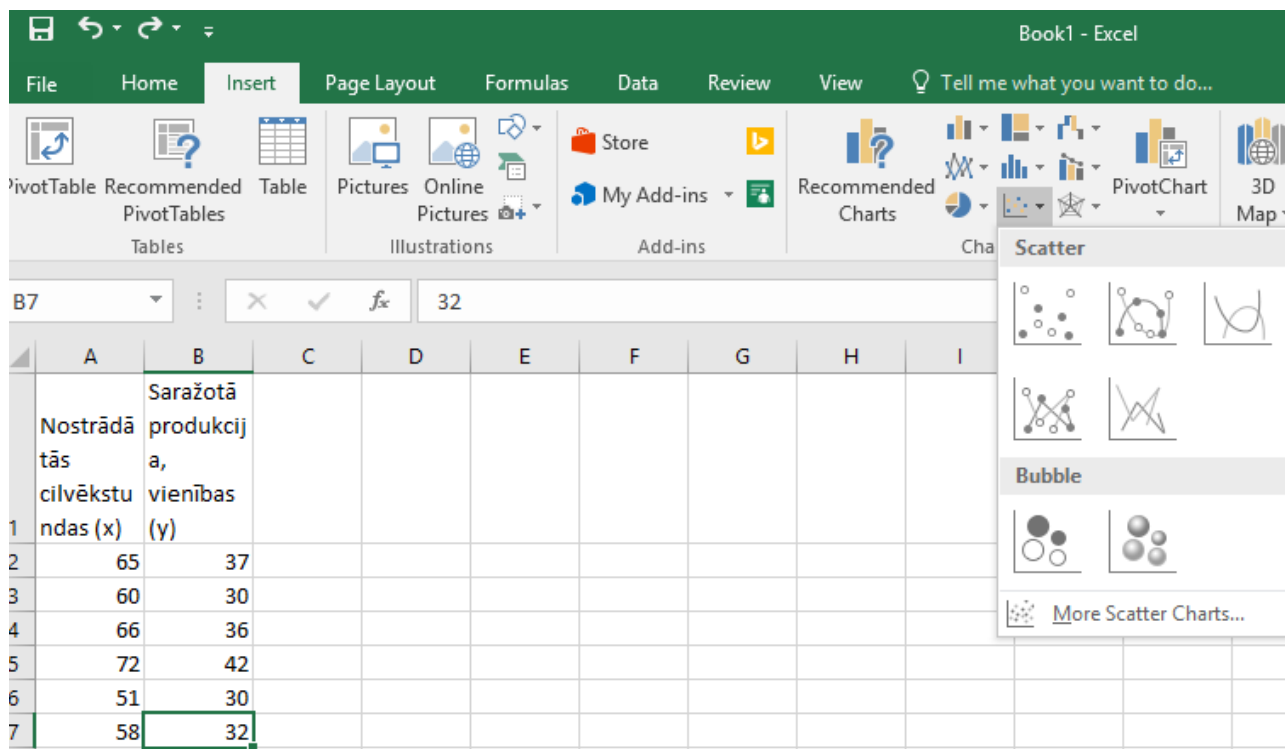 Book1 - Excel
File Home Insert Page Layout Formulas Data Review View Tell me what you want to do...
PivotTable Recommended PivotTables Table
Pictures Online Pictures
Store
My Add-ins
Recommended Charts
PivotChart
3D Map
Tables Illustrations Add-ins Cha
Scatter
Bubble
More Scatter Charts...
B7 fx 32
A B C D E F G H I
1 Nostrādā
tās
cilvēkstu
ndas (x)
Saražotā
produkcij
a,
vienības
(y)
2 65 37
3 60 30
4 66 36
5 72 42
6 51 30
7 58 32